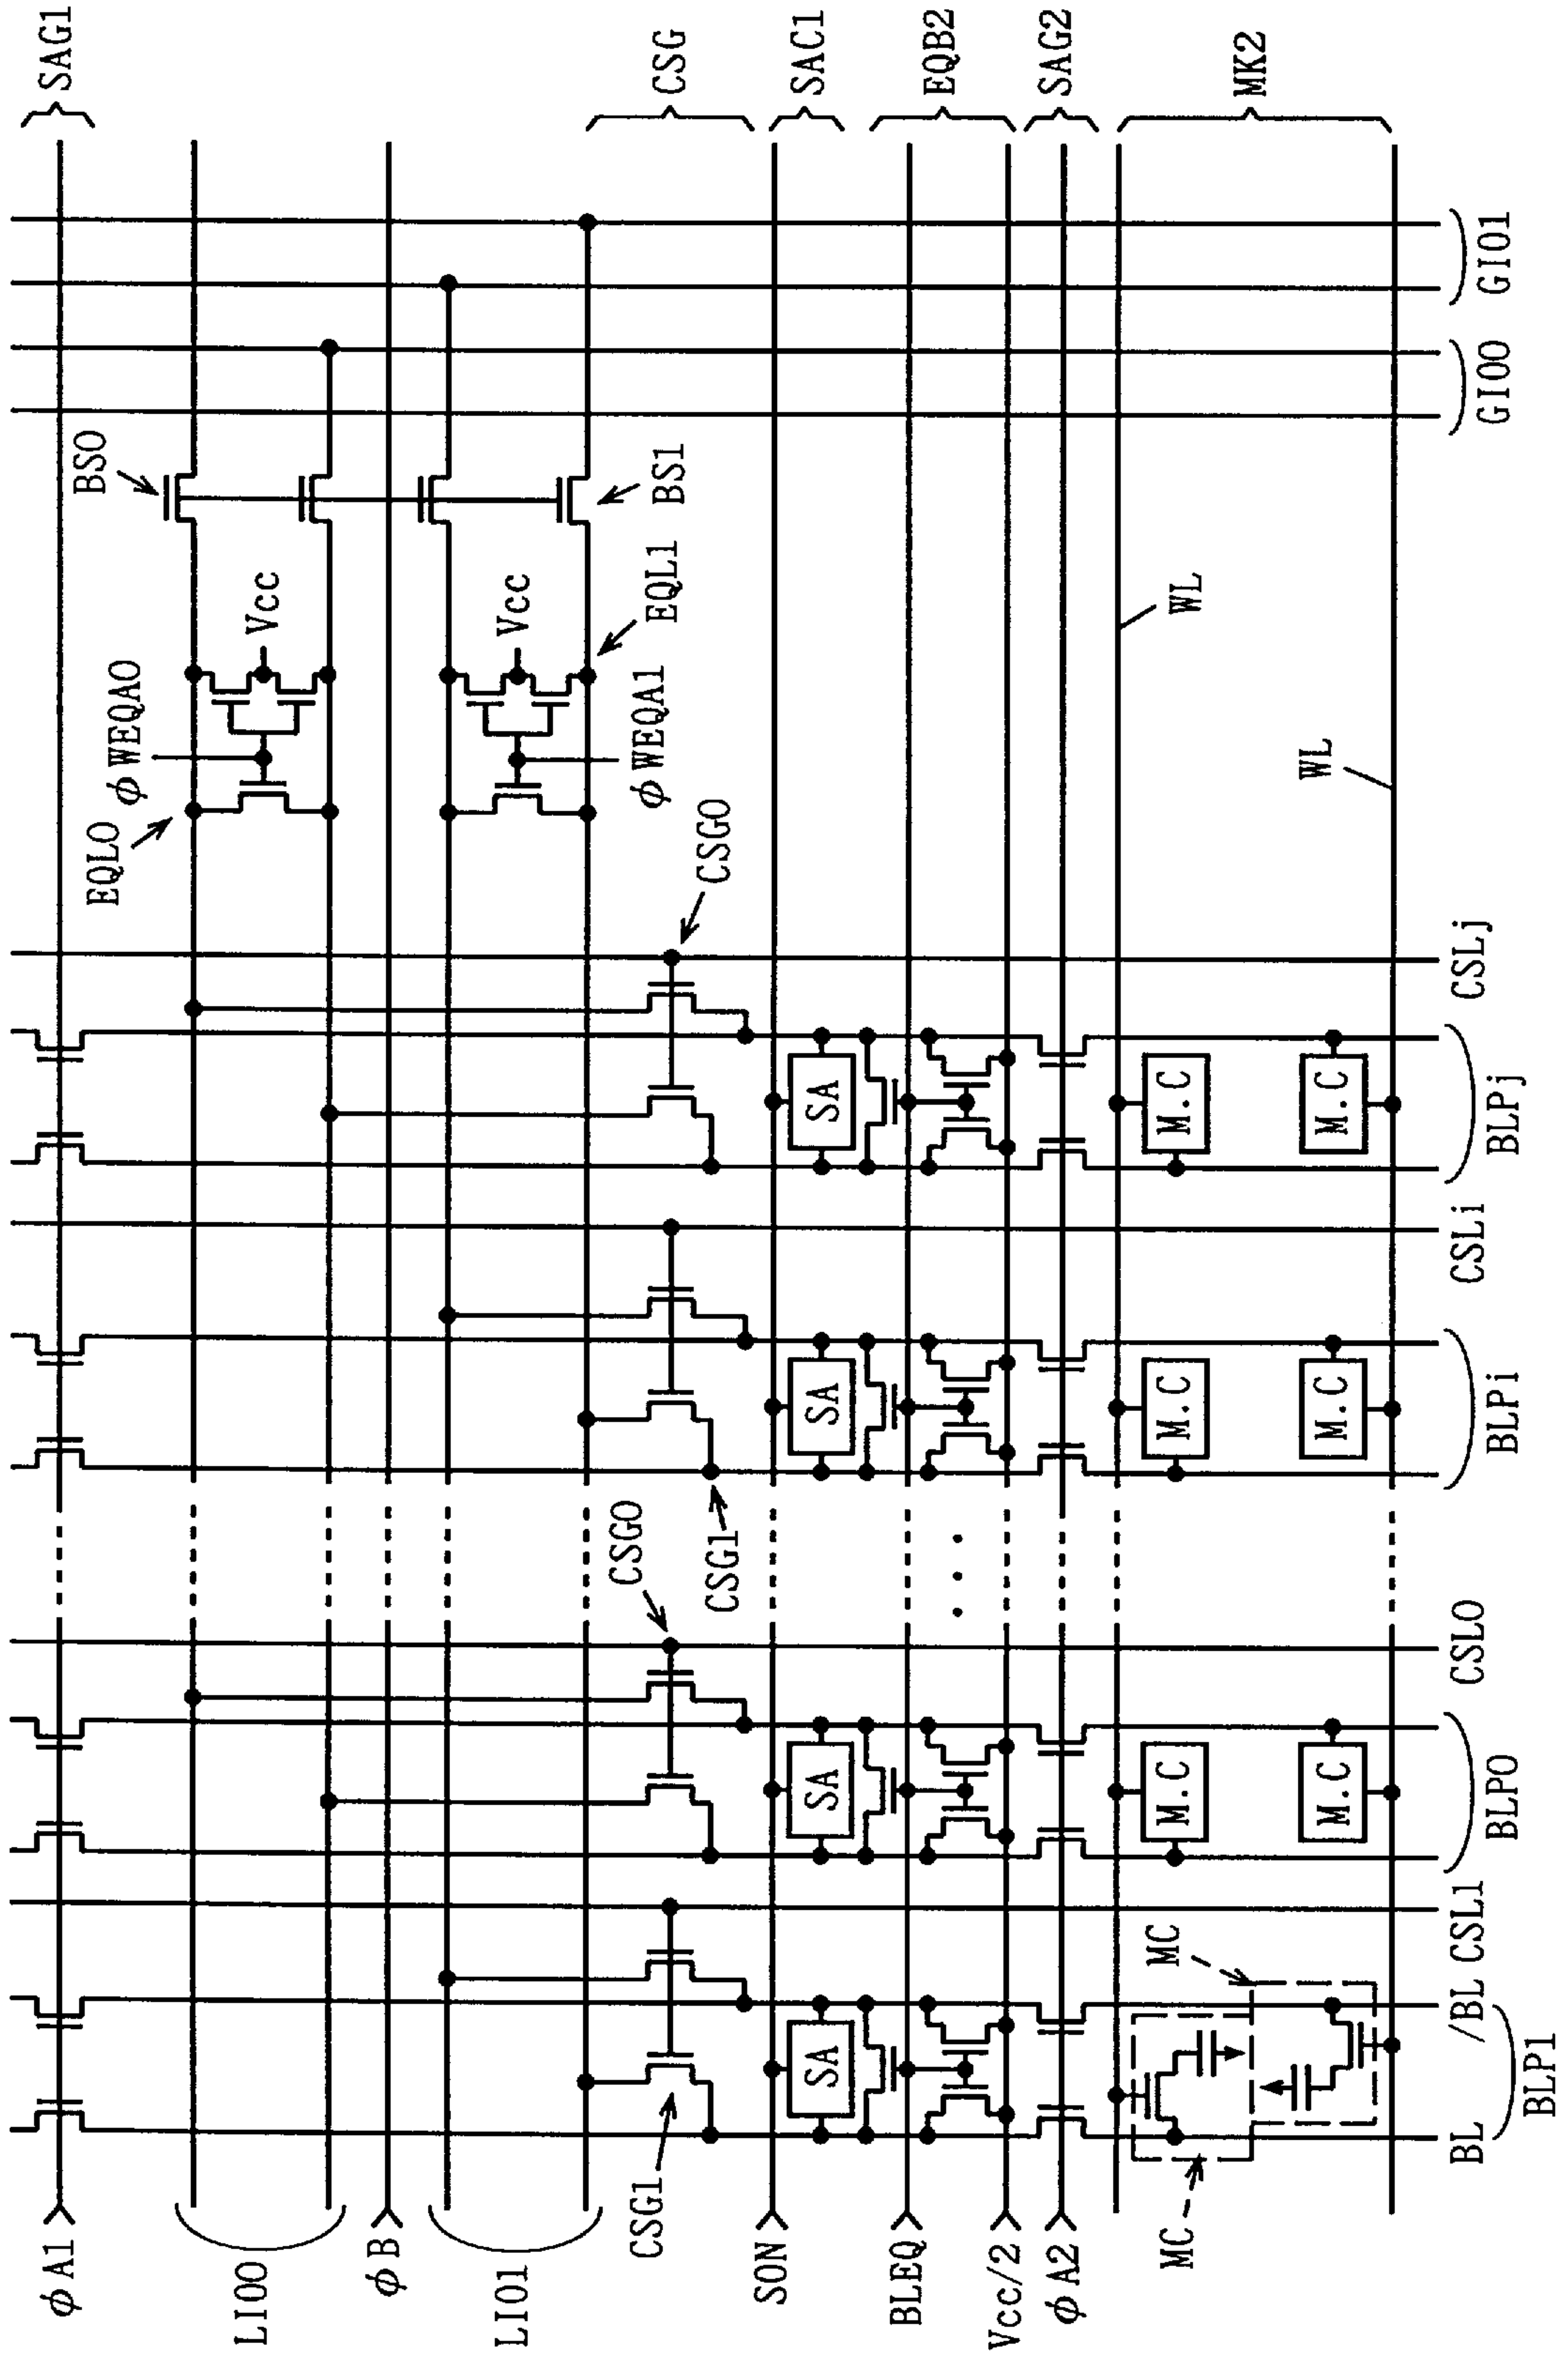 SAG1
CSG
SAC1
EQB2
SAG2
MK2
GIO1
GIO0
BS0
BS1
Vcc
Vcc
EQL1
φWEQA0
φWEQA1
EQL0
WL
WL
CSG0
CSLj
SA
M.C
M.C
BLPj
CSLi
SA
M.C
M.C
BLPi
CSG0
CSG1
...
CSL0
SA
M.C
M.C
BLP0
CSL1
MC
/BL
SA
BLP1
BL
CSG1
MC
φA1
LIO0
φB
LIO1
SON
BLEQ
Vcc/2
φA2